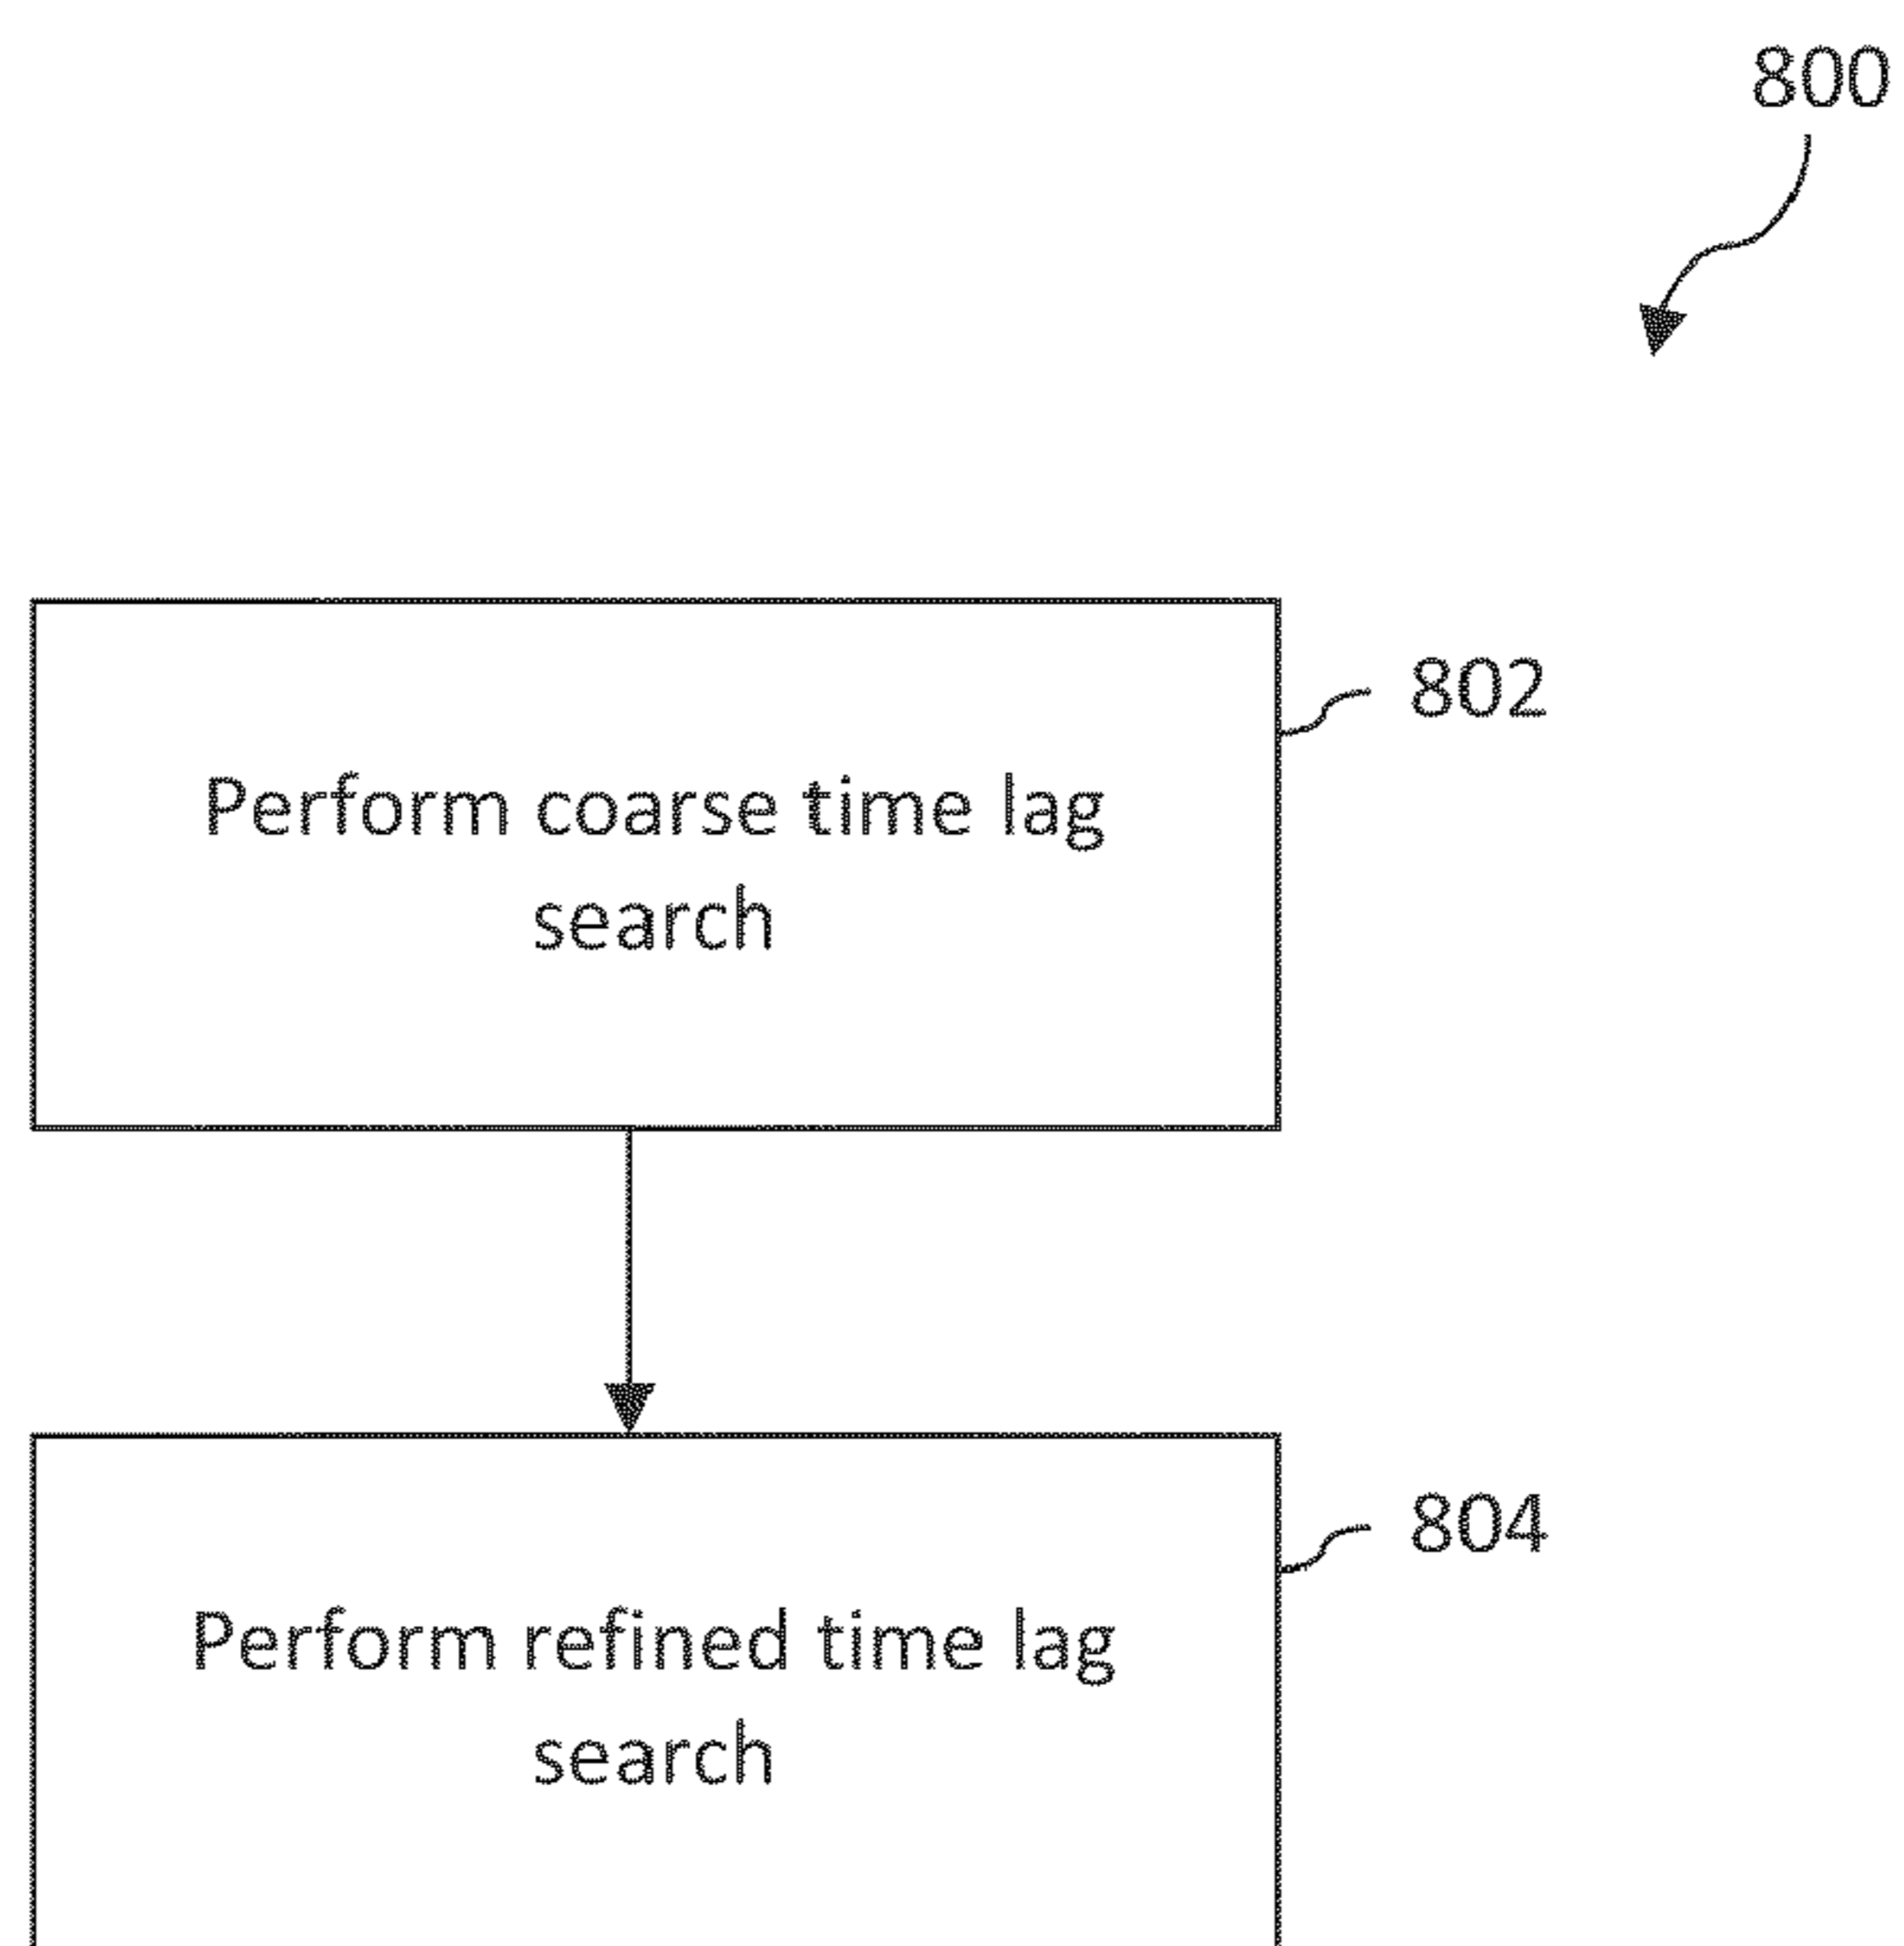 800
802
Perform coarse time lag
search
804
Perform refined time lag
search